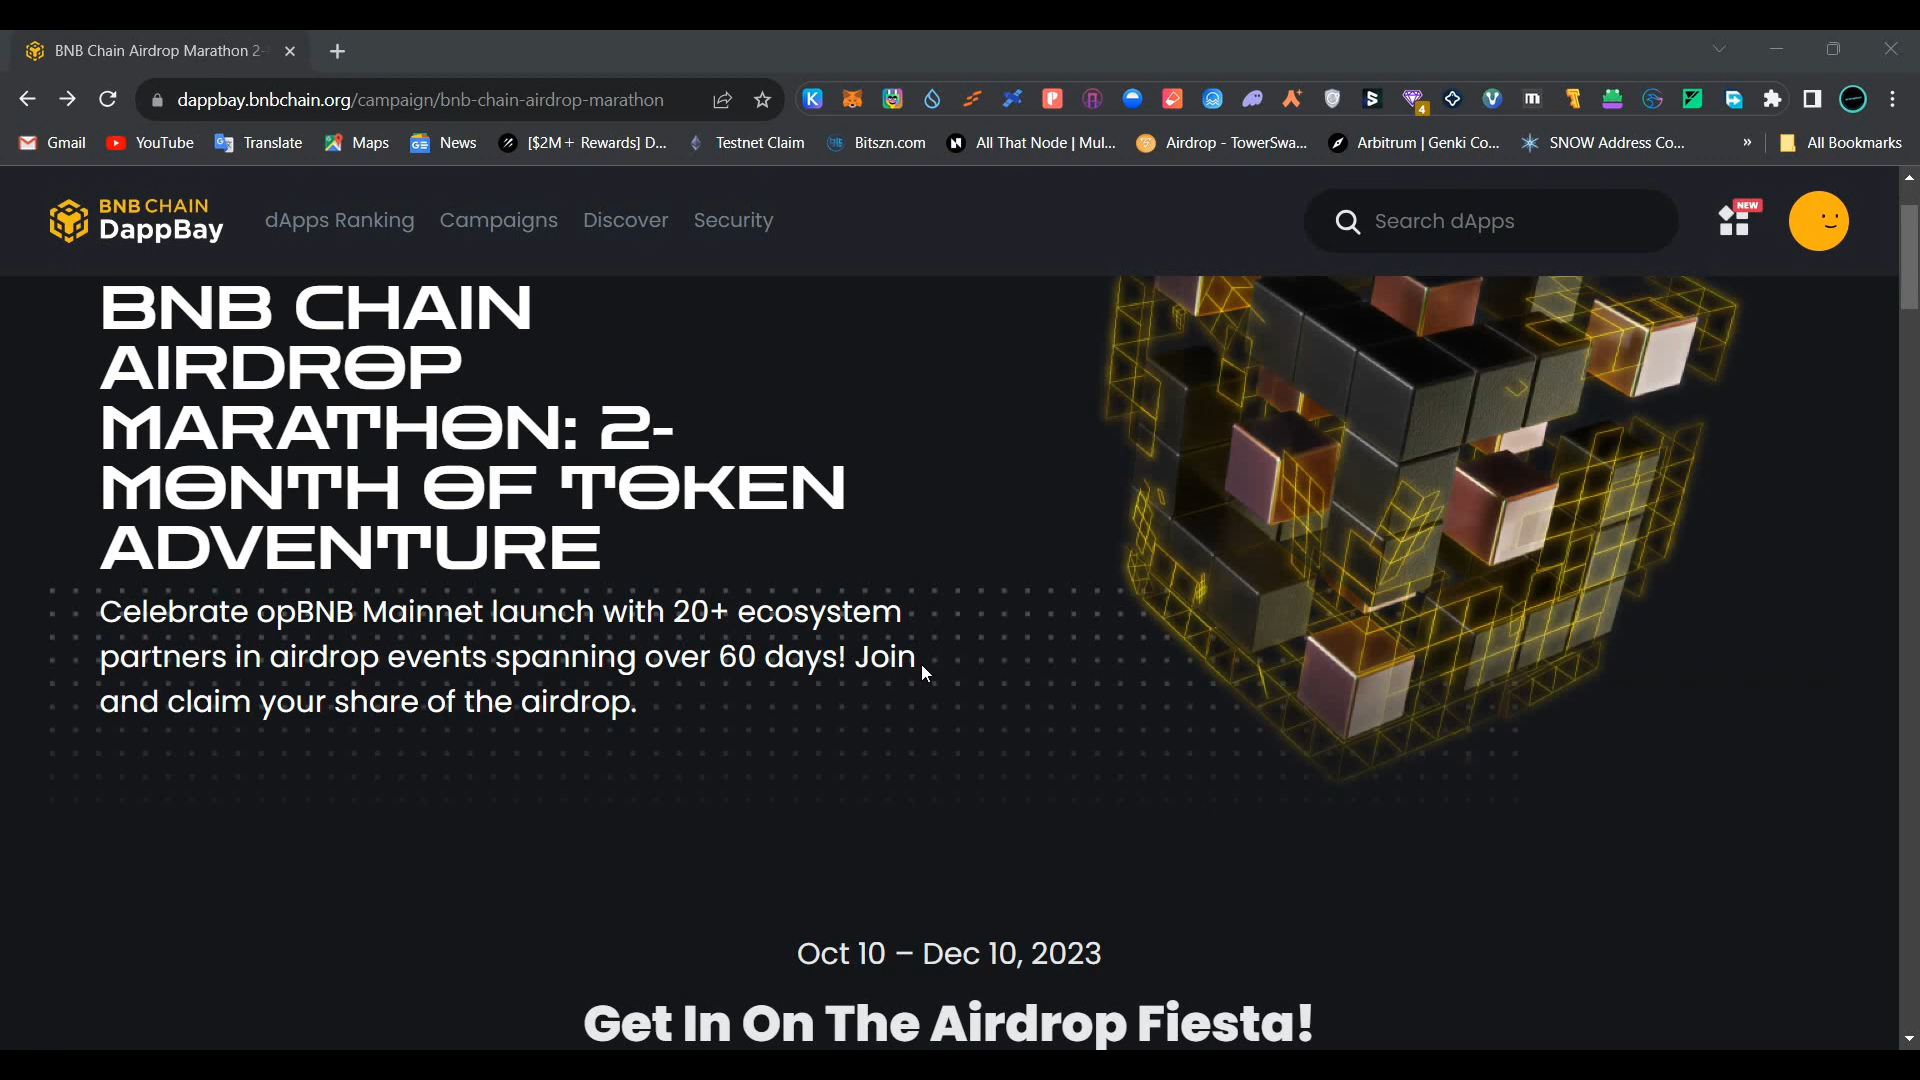 BNB Chain Airdrop Marathon 2-
dappbay.bnbchain.org/campaign/bnb-chain-airdrop-marathon
4
Gmail YouTube Translate Maps News [$2M+ Rewards] D... Testnet Claim Bitszn.com All That Node | Mul... Airdrop - TowerSwa... Arbitrum | Genki Co... SNOW Address Co... » All Bookmarks
BNB CHAIN
DappBay
dApps Ranking Campaigns Discover Security Search dApps NEW
BNB CHAIN
AIRDROP
MARATHON: 2-
MONTH OF TOKEN
ADVENTURE
Celebrate opBNB Mainnet launch with 20+ ecosystem
partners in airdrop events spanning over 60 days! Join
and claim your share of the airdrop.
Oct 10 – Dec 10, 2023
Get In On The Airdrop Fiesta!